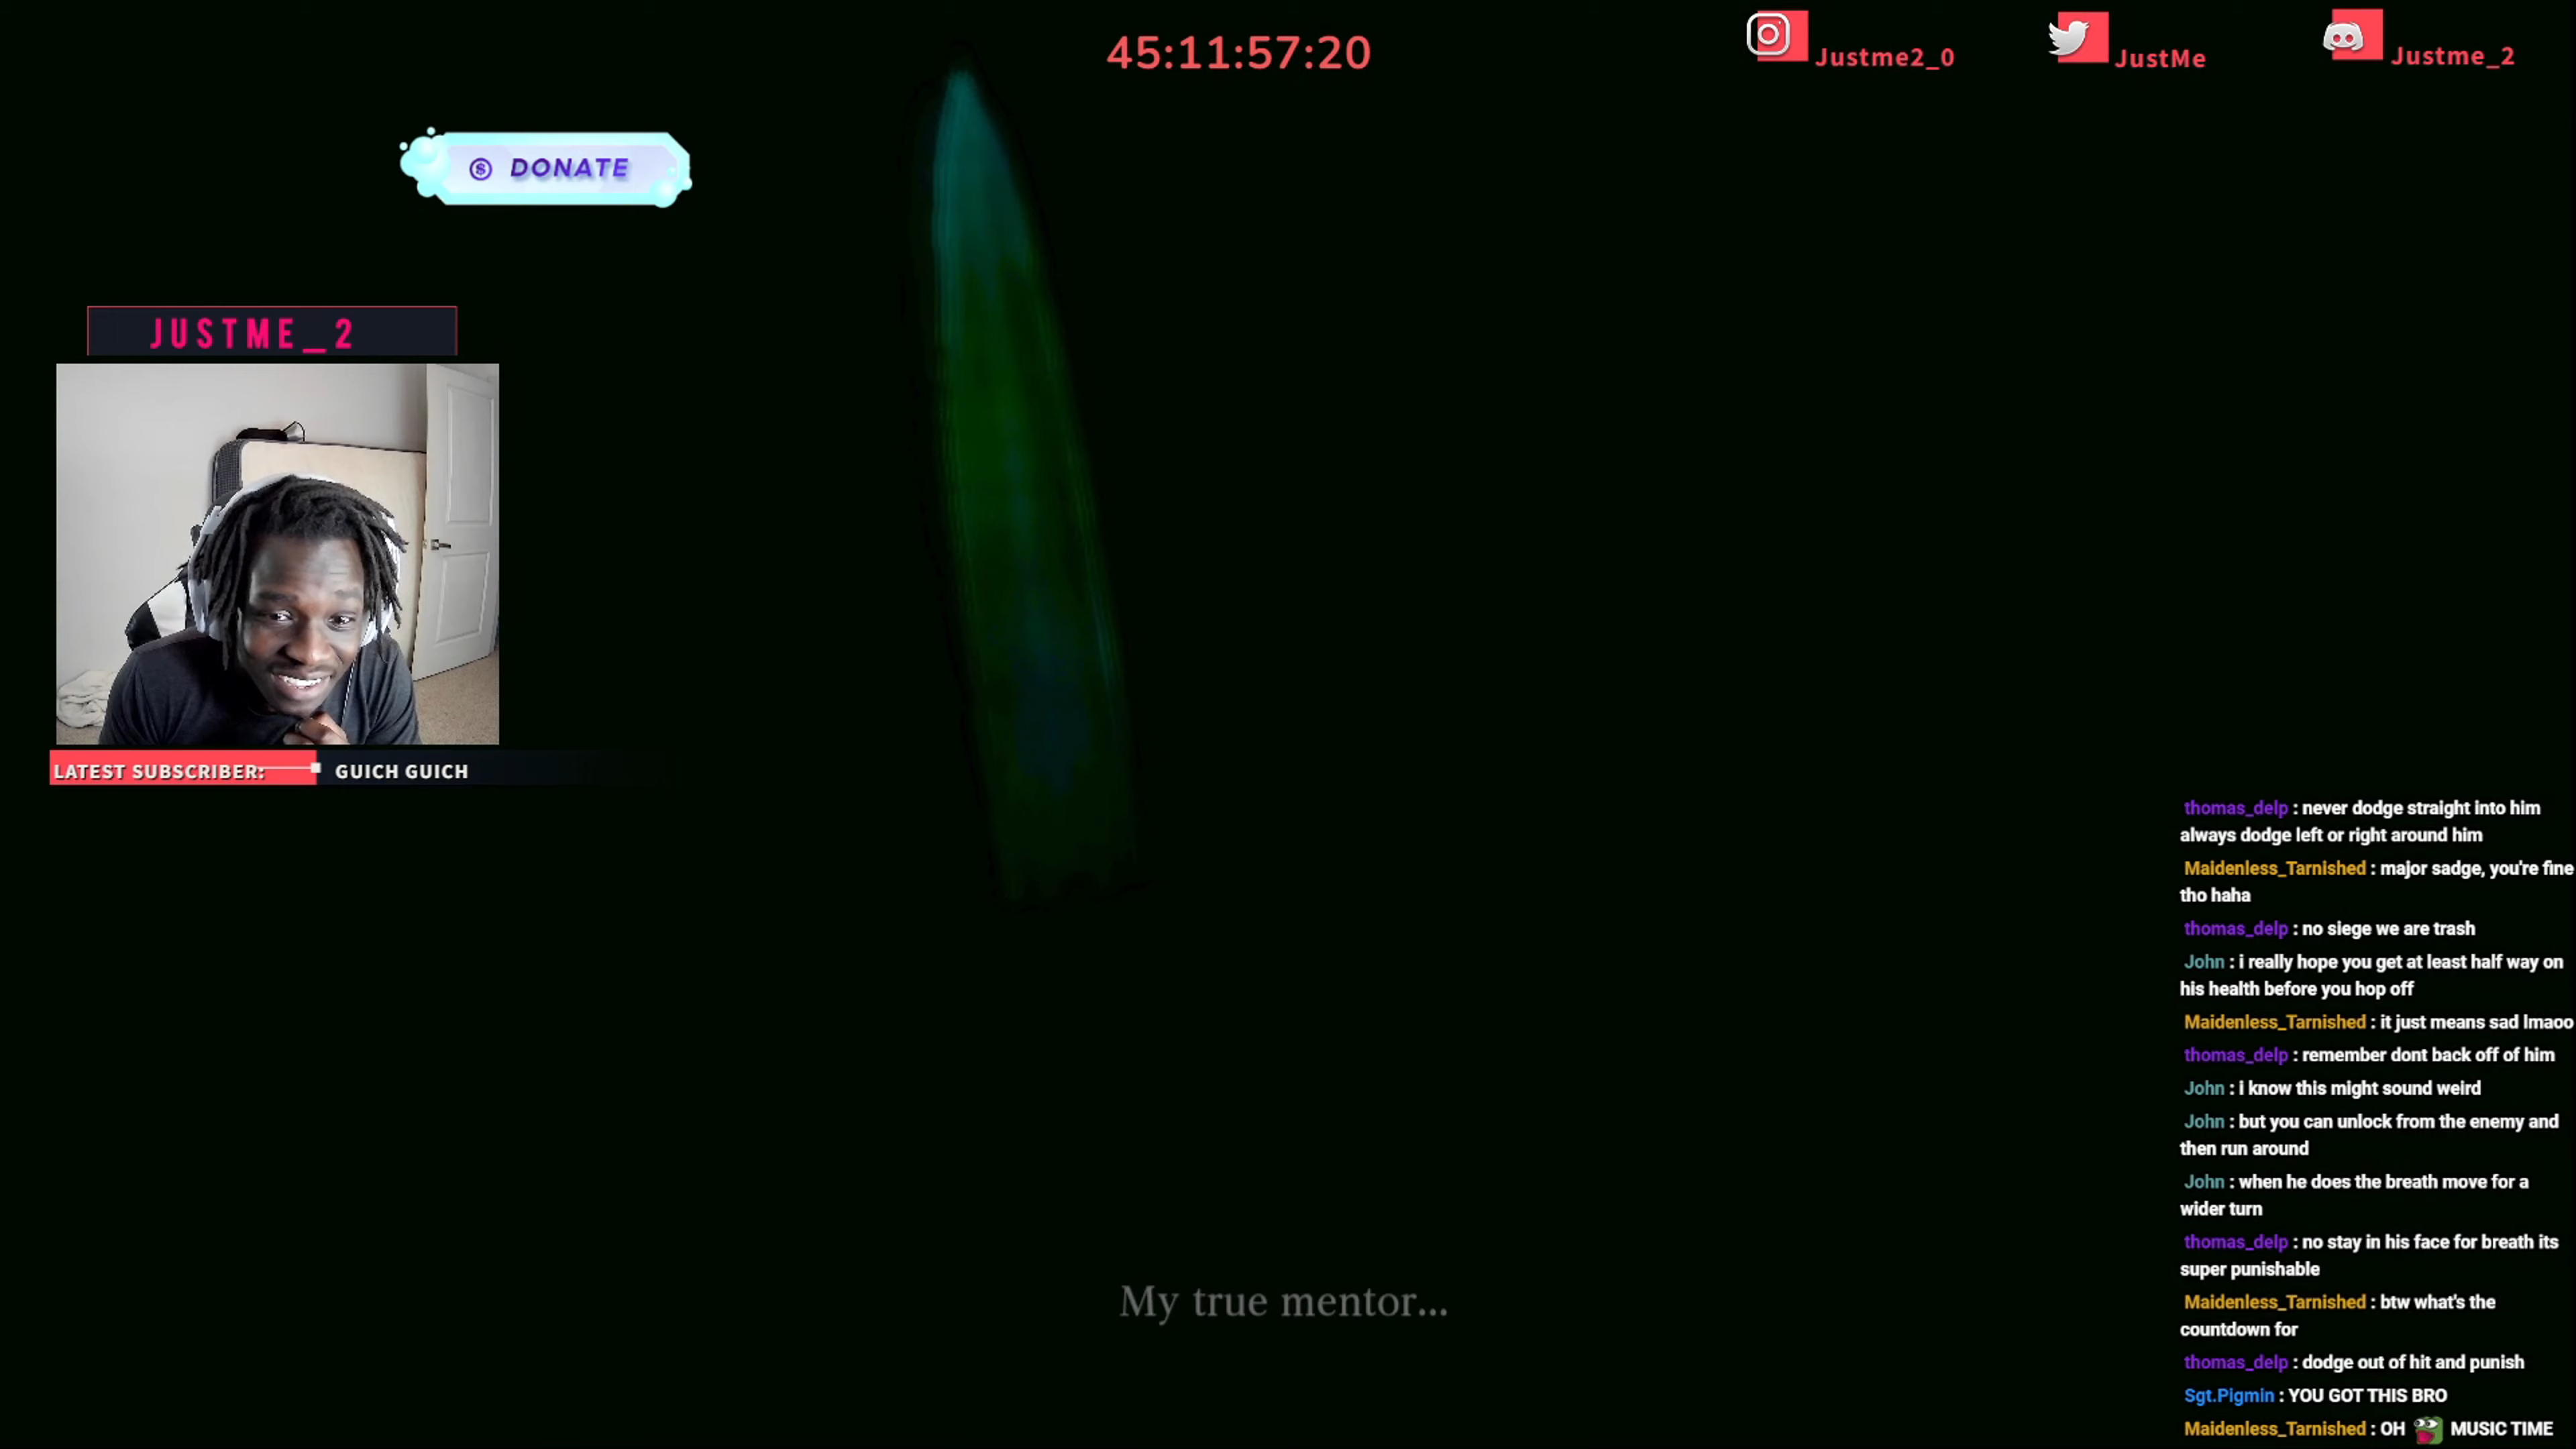 45:11:57:20
Justme2_0
JustMe
Justme_2
DONATE
JUSTME_2
LATEST SUBSCRIBER: GUICH GUICH
thomas_delp : never dodge straight into him
always dodge left or right around him
Maidenless_Tarnished : major sadge, you're fine
tho haha
thomas_delp : no siege we are trash
John : i really hope you get at least half way on
his health before you hop off
Maidenless_Tarnished : it just means sad lmaoo
thomas_delp : remember dont back off of him
John : i know this might sound weird
John : but you can unlock from the enemy and
then run around
John : when he does the breath move for a
wider turn
thomas_delp : no stay in his face for breath its
super punishable
Maidenless_Tarnished : btw what's the
countdown for
thomas_delp : dodge out of hit and punish
Sgt.Pigmin : YOU GOT THIS BRO
Maidenless_Tarnished : OH MUSIC TIME
My true mentor...